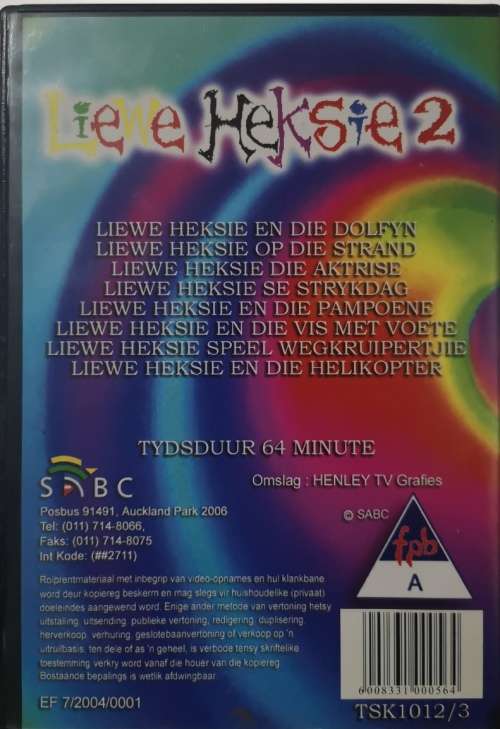 Liewe Heksie 2
LIEWE HEKSIE EN DIE DOLFYN
LIEWE HEKSIE OP DIE STRAND
LIEWE HEKSIE DIE AKTRISE
LIEWE HEKSIE SE STRYKDAG
LIEWE HEKSIE EN DIE PAMPOENE
LIEWE HEKSIE EN DIE VIS MET VOETE
LIEWE HEKSIE SPEEL WEGKRUIPERTJIE
LIEWE HEKSIE EN DIE HELIKOPTER
TYDSDUUR 64 MINUTE
SABC
Omslag : HENLEY TV Grafies
Posbus 91491, Auckland Park 2006
Tel: (011) 714-8066,
Faks: (011) 714-8075
Int Kode: (##2711)
© SABC
fpb
A
Rolprentmateriaal met inbegrip van video-opnames en hul klankbane
word deur kopiereg beskerm en mag slegs vir huishoudelike (privaat)
doeleindes aangewend word. Enige ander metode van vertoning hetsy
uitstalling, uitsending, publieke vertoning, redigering, duplisering,
herverkoop, verhuring, geslotebaanvertoning of verkoop op 'n
uitruilbasis, ten dele of as 'n geheel, is verbode tensy skriftelike
toestemming verkry word vanaf die houer van die kopiereg.
Bostaande bepalings is wetlik afdwingbaar.
EF 7/2004/0001
6008331 000564
TSK1012/3